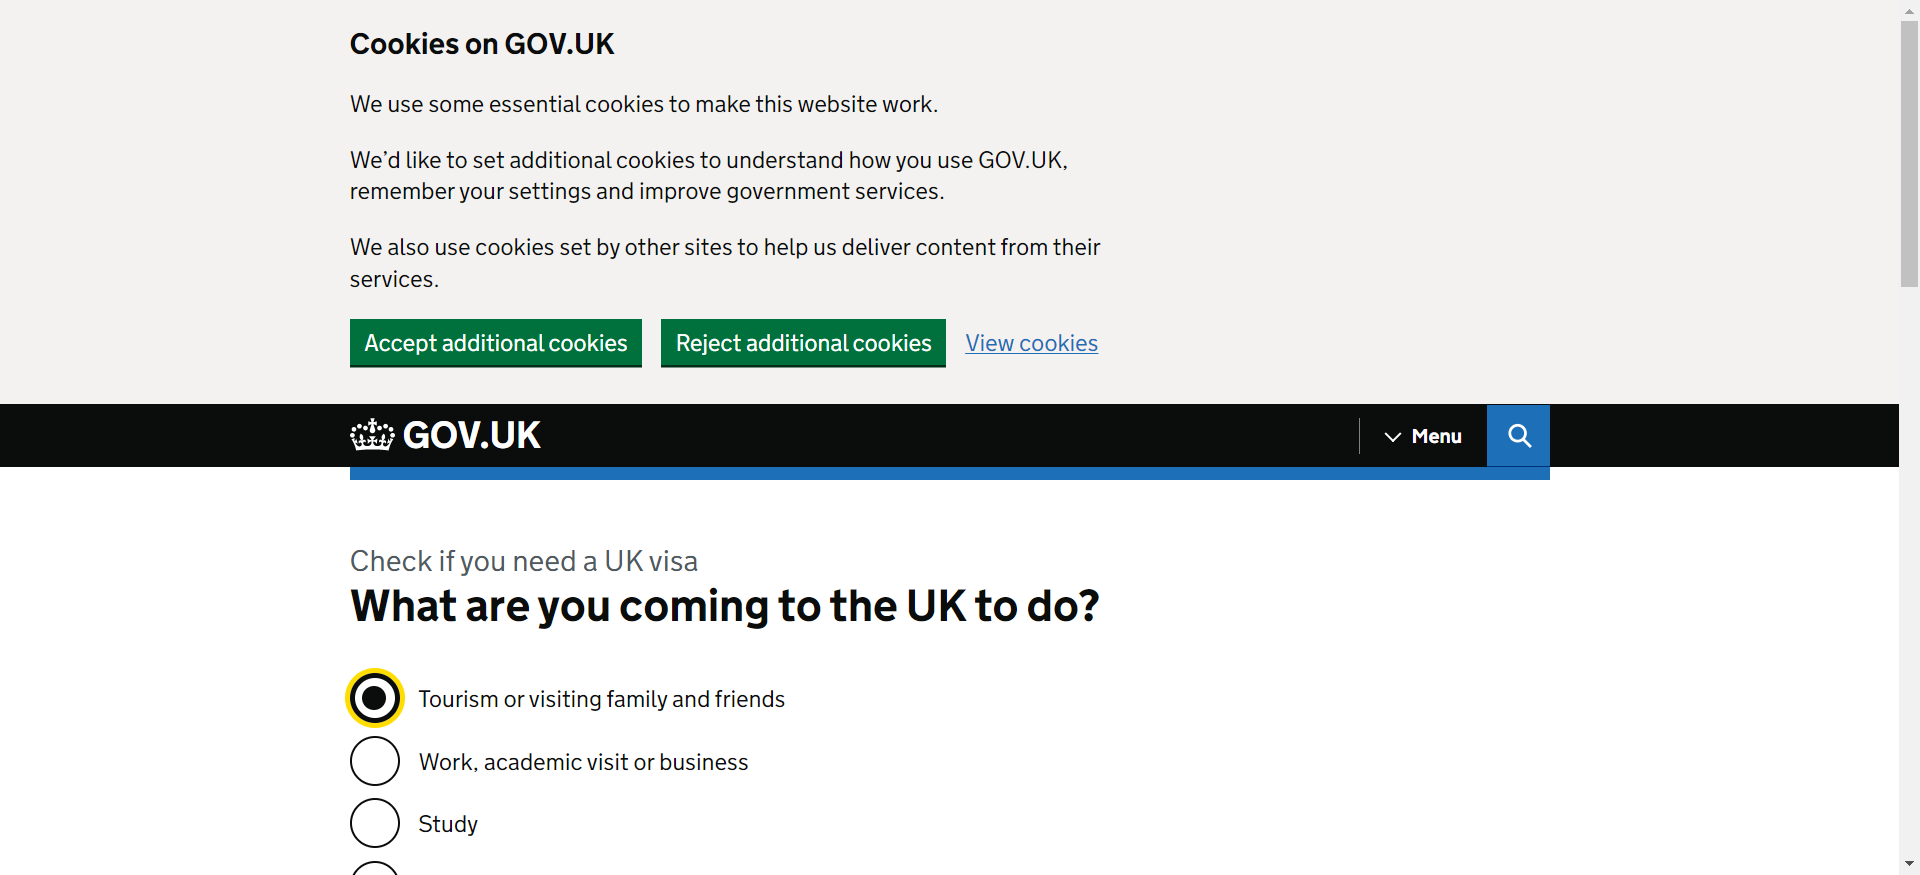 Cookies on GOV.UK
We use some essential cookies to make this website work.
We’d like to set additional cookies to understand how you use GOV.UK,
remember your settings and improve government services.
We also use cookies set by other sites to help us deliver content from their
services.
Accept additional cookies Reject additional cookies View cookies
GOV.UK Menu
Check if you need a UK visa
What are you coming to the UK to do?
Tourism or visiting family and friends
Work, academic visit or business
Study